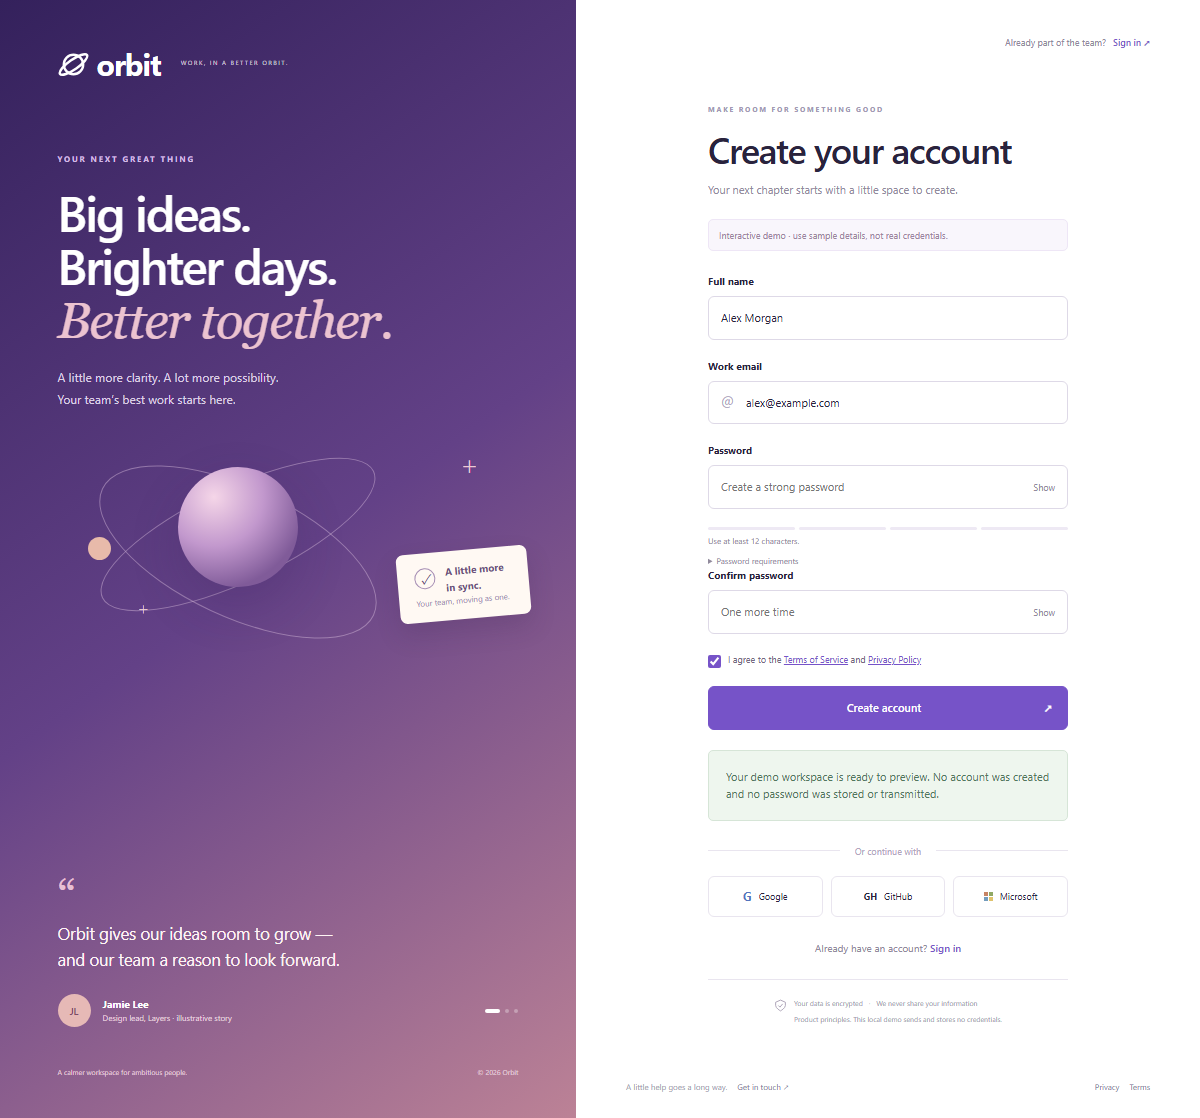 orbit
WORK, IN A BETTER ORBIT.
YOUR NEXT GREAT THING
Big ideas.
Brighter days.
Better together.
A little more clarity. A lot more possibility.
Your team's best work starts here.
A little more
in sync.
Your team, moving as one.
“
Orbit gives our ideas room to grow —
and our team a reason to look forward.
JL
Jamie Lee
Design lead, Layers · illustrative story
A calmer workspace for ambitious people.
© 2026 Orbit
Already part of the team? Sign in ↗
MAKE ROOM FOR SOMETHING GOOD
Create your account
Your next chapter starts with a little space to create.
Interactive demo · use sample details, not real credentials.
Full name
Alex Morgan
Work email
@ alex@example.com
Password
Create a strong password Show
Use at least 12 characters.
Password requirements
Confirm password
One more time Show
I agree to the Terms of Service and Privacy Policy
Create account ↗
Your demo workspace is ready to preview. No account was created
and no password was stored or transmitted.
Or continue with
G Google
GH GitHub
Microsoft
Already have an account? Sign in
Your data is encrypted · We never share your information
Product principles. This local demo sends and stores no credentials.
A little help goes a long way. Get in touch ↗
Privacy Terms